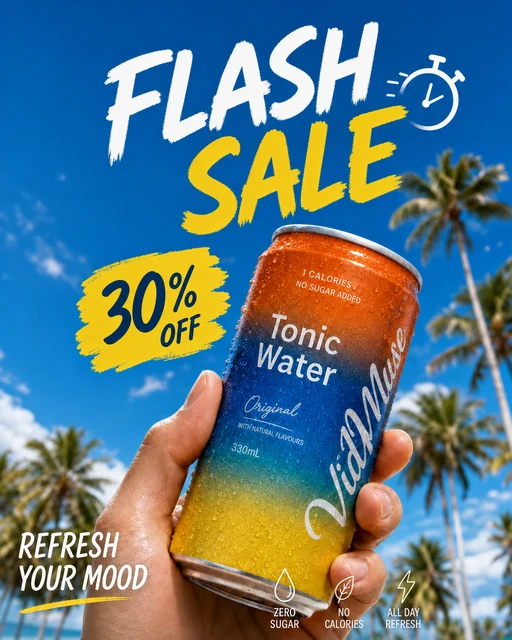 FLASH
SALE
30%
OFF
1 CALORIES
NO SUGAR ADDED
Tonic
Water
Original
WITH NATURAL FLAVOURS
330mL
VidMuse
REFRESH
YOUR MOOD
ZERO
SUGAR
NO
CALORIES
ALL DAY
REFRESH